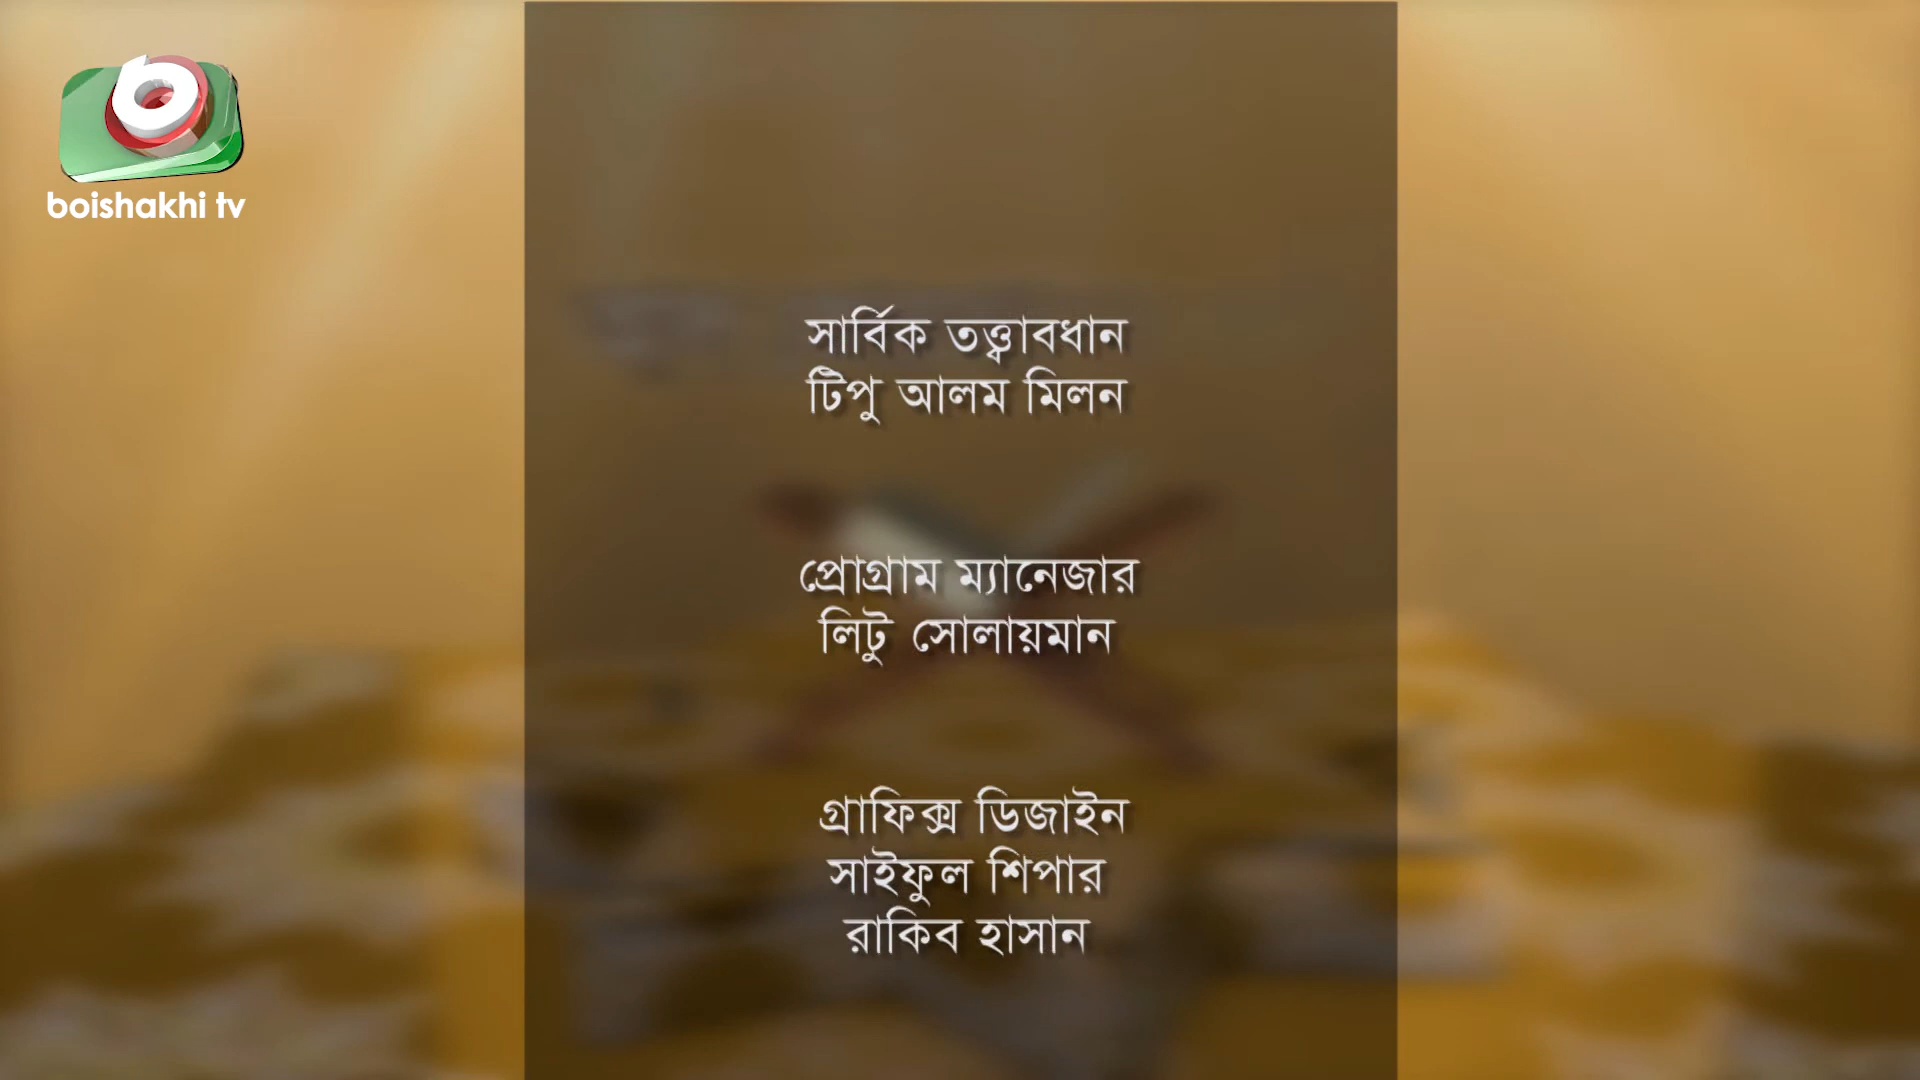 boishakhi tv
সার্বিক তত্ত্বাবধান
টিপু আলম মিলন
প্রোগ্রাম ম্যানেজার
লিটু সোলায়মান
গ্রাফিক্স ডিজাইন
সাইফুল শিপার
রাকিব হাসান